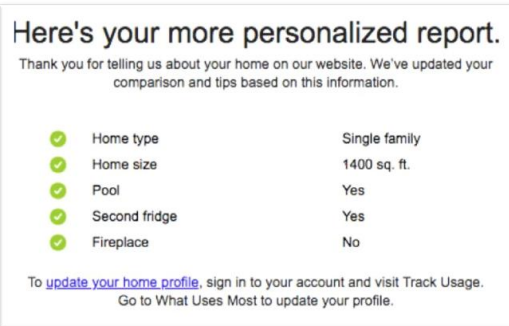 Here's your more personalized report.
Thank you for telling us about your home on our website. We've updated your
comparison and tips based on this information.
Home type Single family
Home size 1400 sq. ft.
Pool Yes
Second fridge Yes
Fireplace No
To update your home profile, sign in to your account and visit Track Usage.
Go to What Uses Most to update your profile.